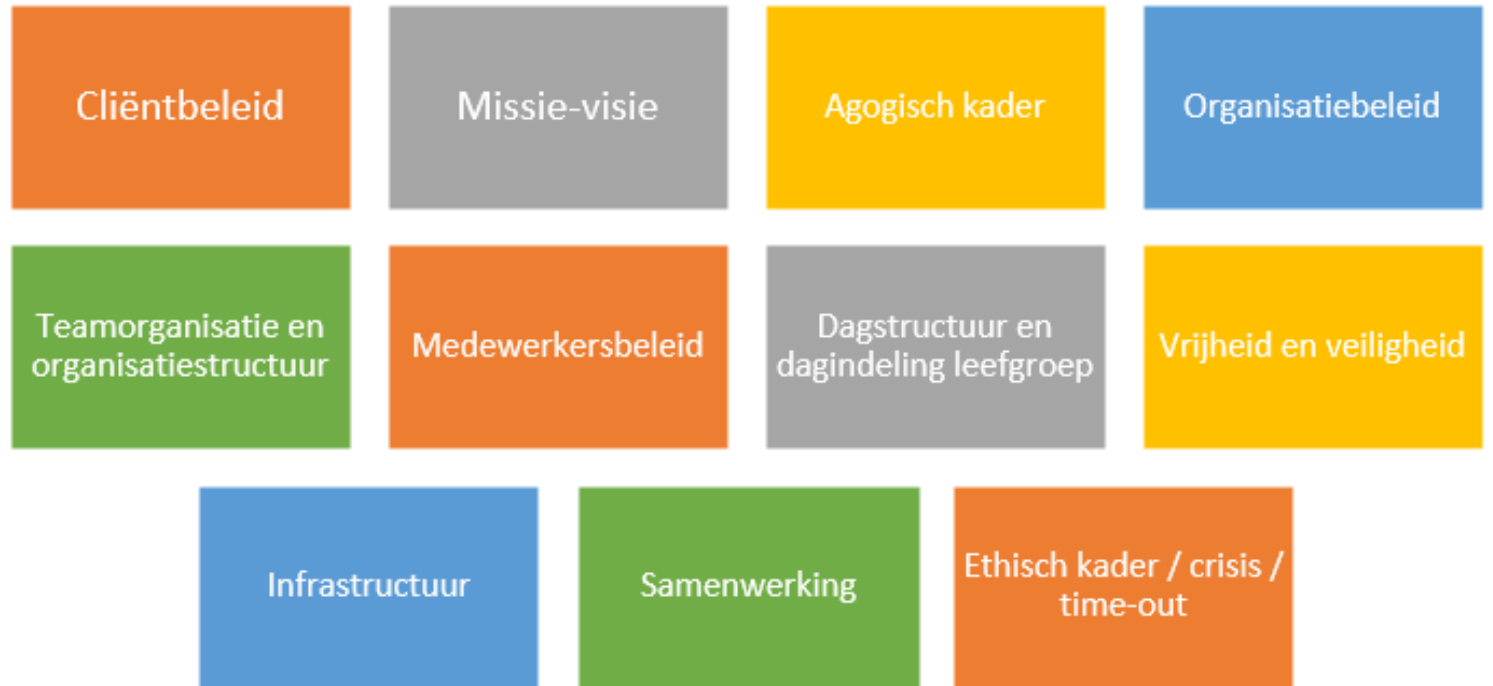 Cliëntbeleid
Missie-visie
Agogisch kader
Organisatiebeleid
Teamorganisatie en
organisatiestructuur
Medewerkersbeleid
Dagstructuur en
dagindeling leefgroep
Vrijheid en veiligheid
Infrastructuur
Samenwerking
Ethisch kader / crisis /
time-out